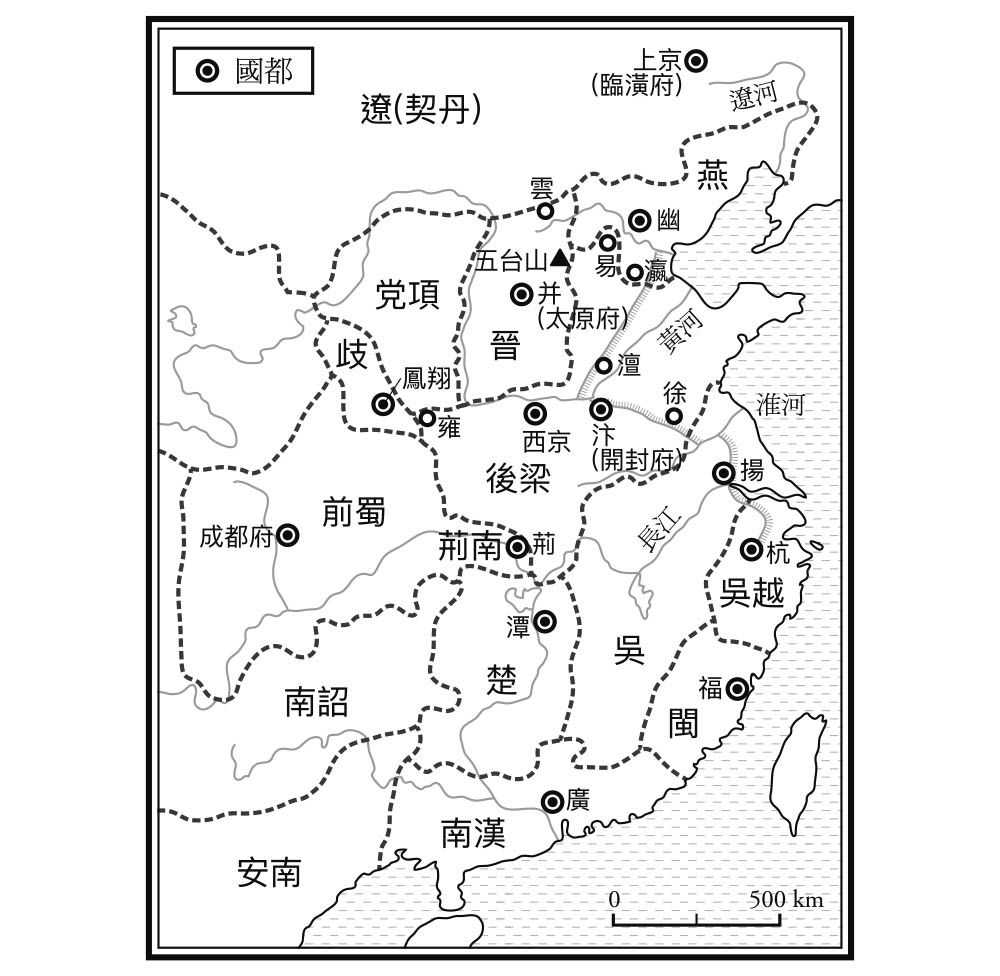 國都
上京
(臨潢府)
遼河
遼(契丹)
燕
雲
幽
易
瀛
五台山
并
(太原府)
党項
晉
黃河
岐
鳳翔
澶
徐
淮河
雍
西京
汴
(開封府)
後梁
揚
前蜀
成都府
荊南
荊
長江
杭
吳越
潭
吳
楚
福
南詔
閩
廣
南漢
安南
0
500 km